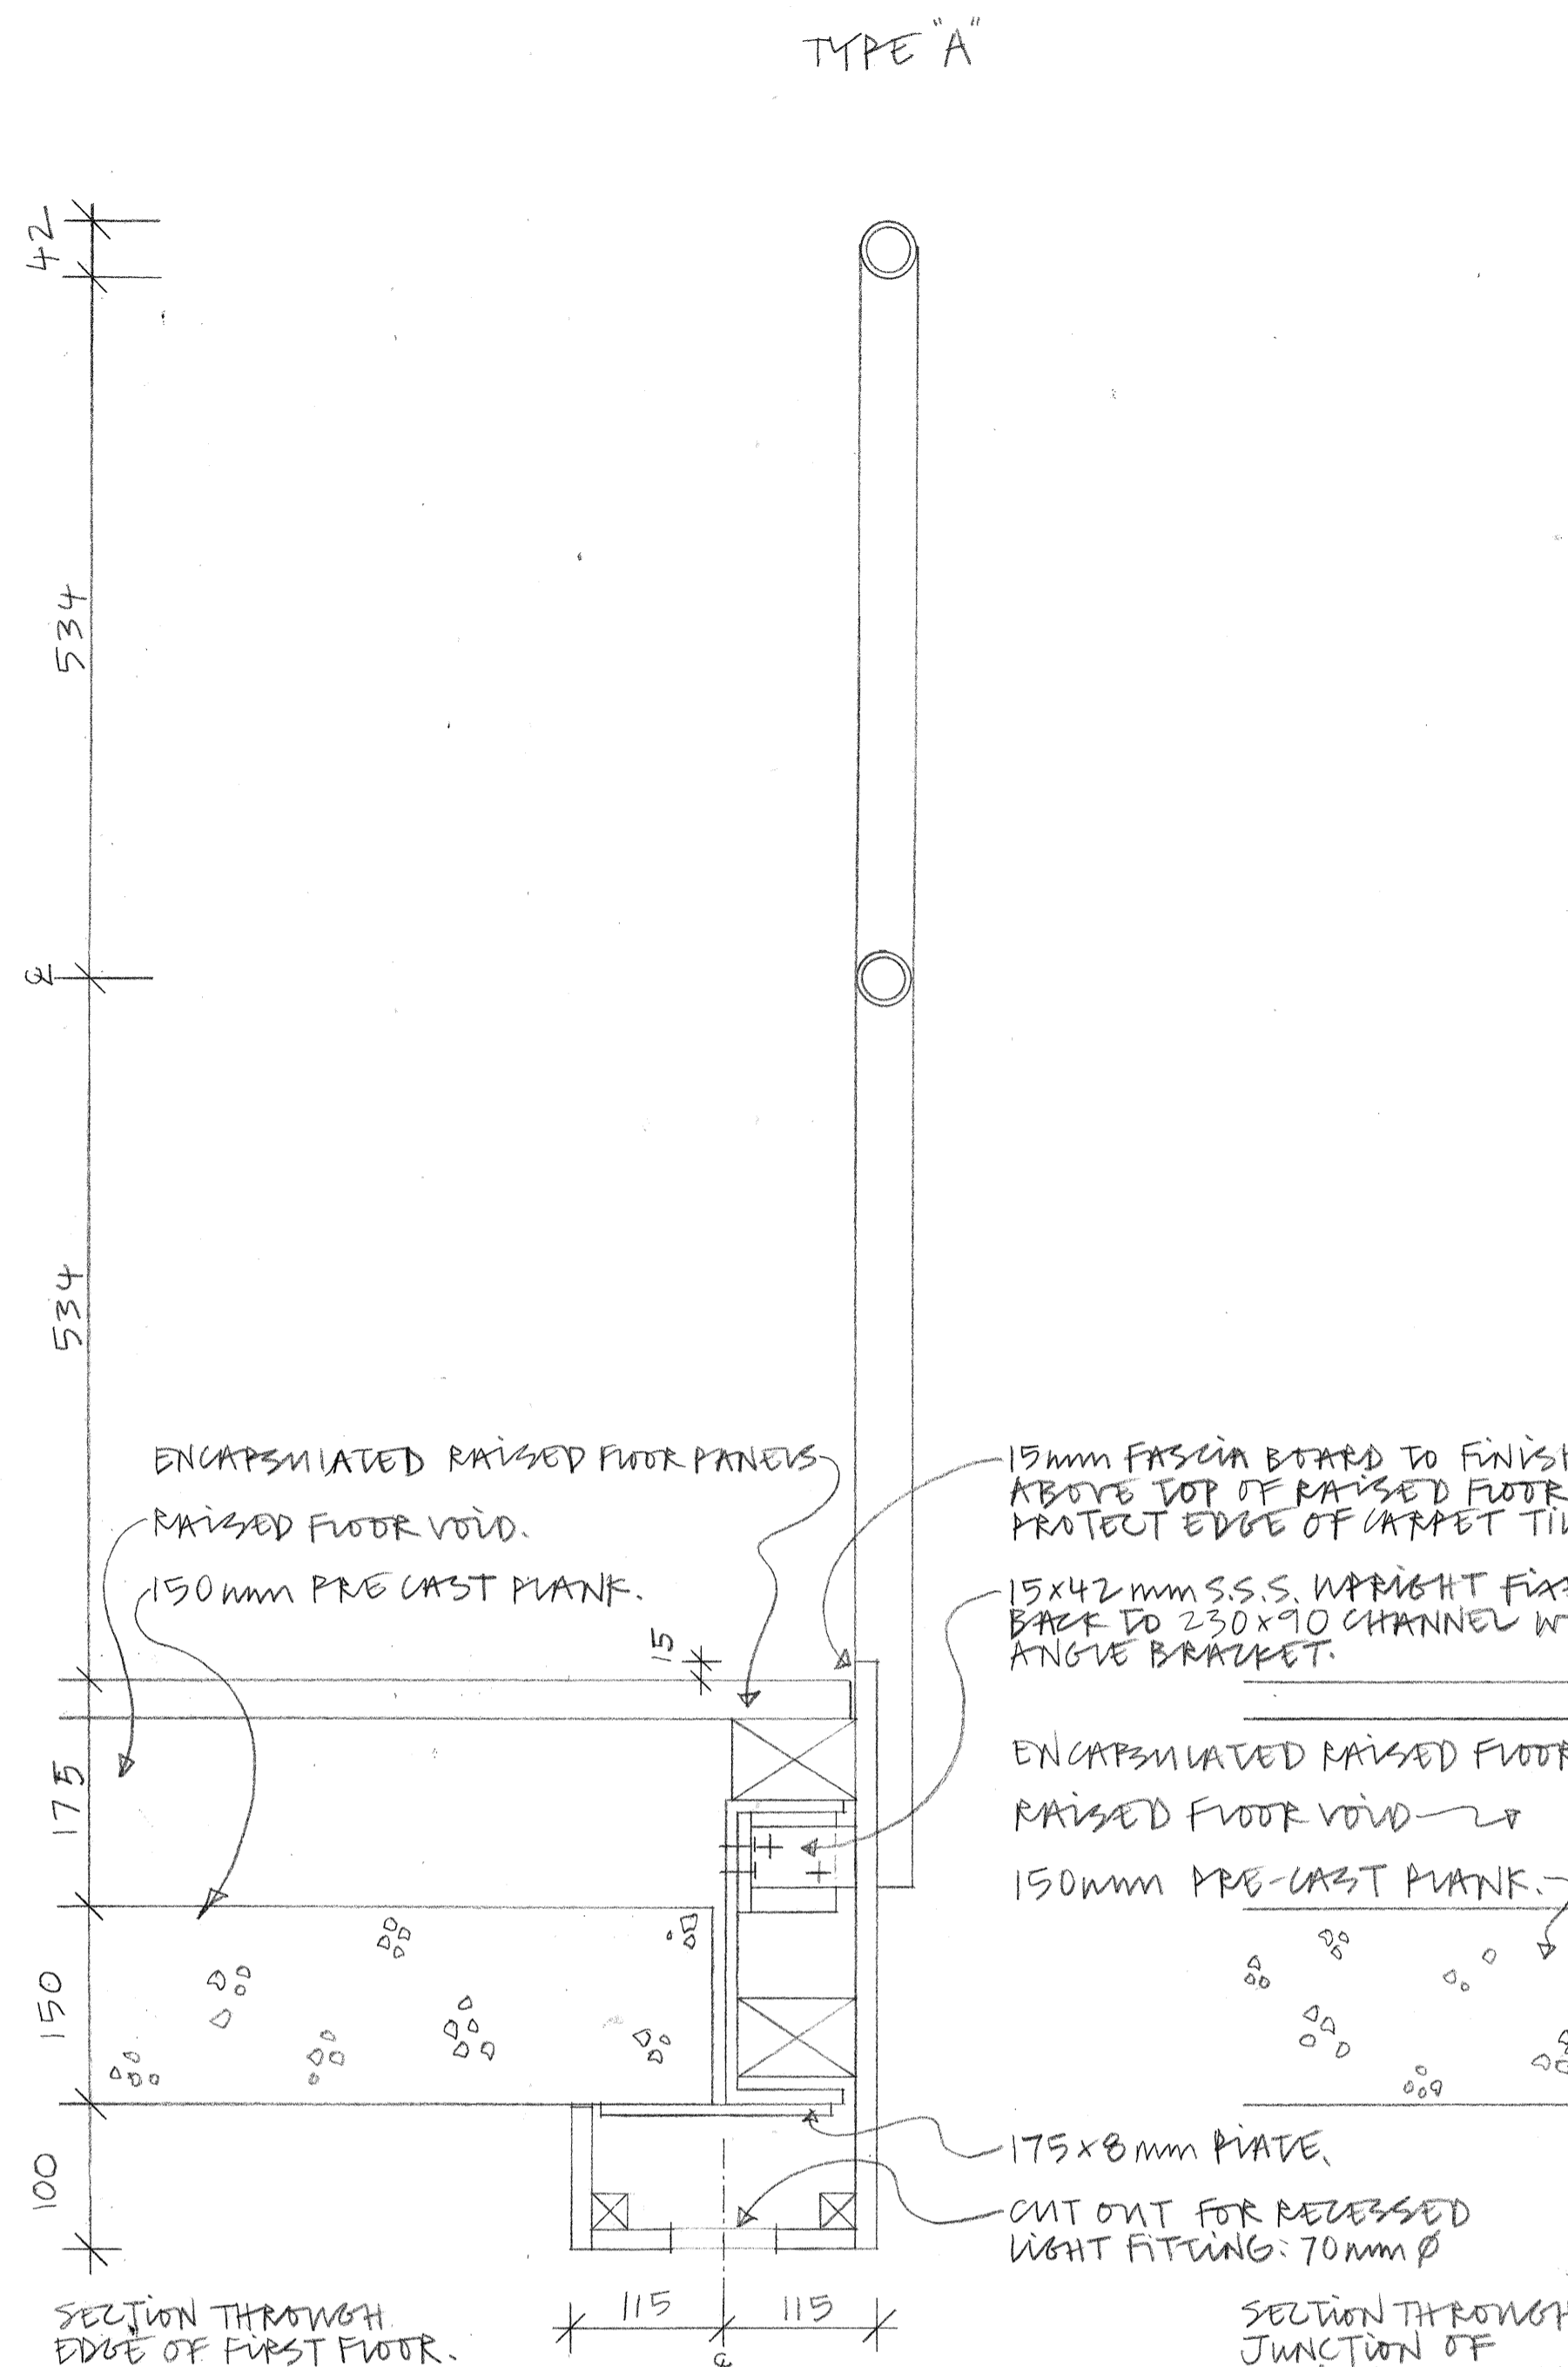 TYPE "A"
42
534
℄
534
ENCAPSULATED RAISED FLOOR PANELS
RAISED FLOOR VOID.
150mm PRE CAST PLANK.
15mm FASCIA BOARD TO FINISH
ABOVE TOP OF RAISED FLOOR
PROTECT EDGE OF CARPET TIL
15x42mm S.S.S. UPRIGHT FIX
BACK TO 230x90 CHANNEL W
ANGLE BRACKET.
15
175
150
100
ENCAPSULATED RAISED FLOOR
RAISED FLOOR VOID
150mm PRE-CAST PLANK.
175x8mm PLATE.
CUT OUT FOR RECESSED
LIGHT FITTING: 70mm Ø
115 115
℄
SECTION THROUGH
EDGE OF FIRST FLOOR.
SECTION THROUGH
JUNCTION OF